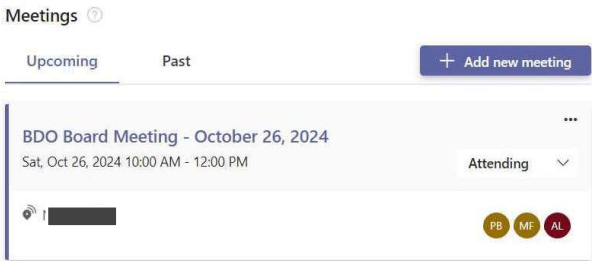 Meetings ?
Upcoming Past + Add new meeting
...
BDO Board Meeting - October 26, 2024
Sat, Oct 26, 2024 10:00 AM - 12:00 PM
Attending
PB MF AL